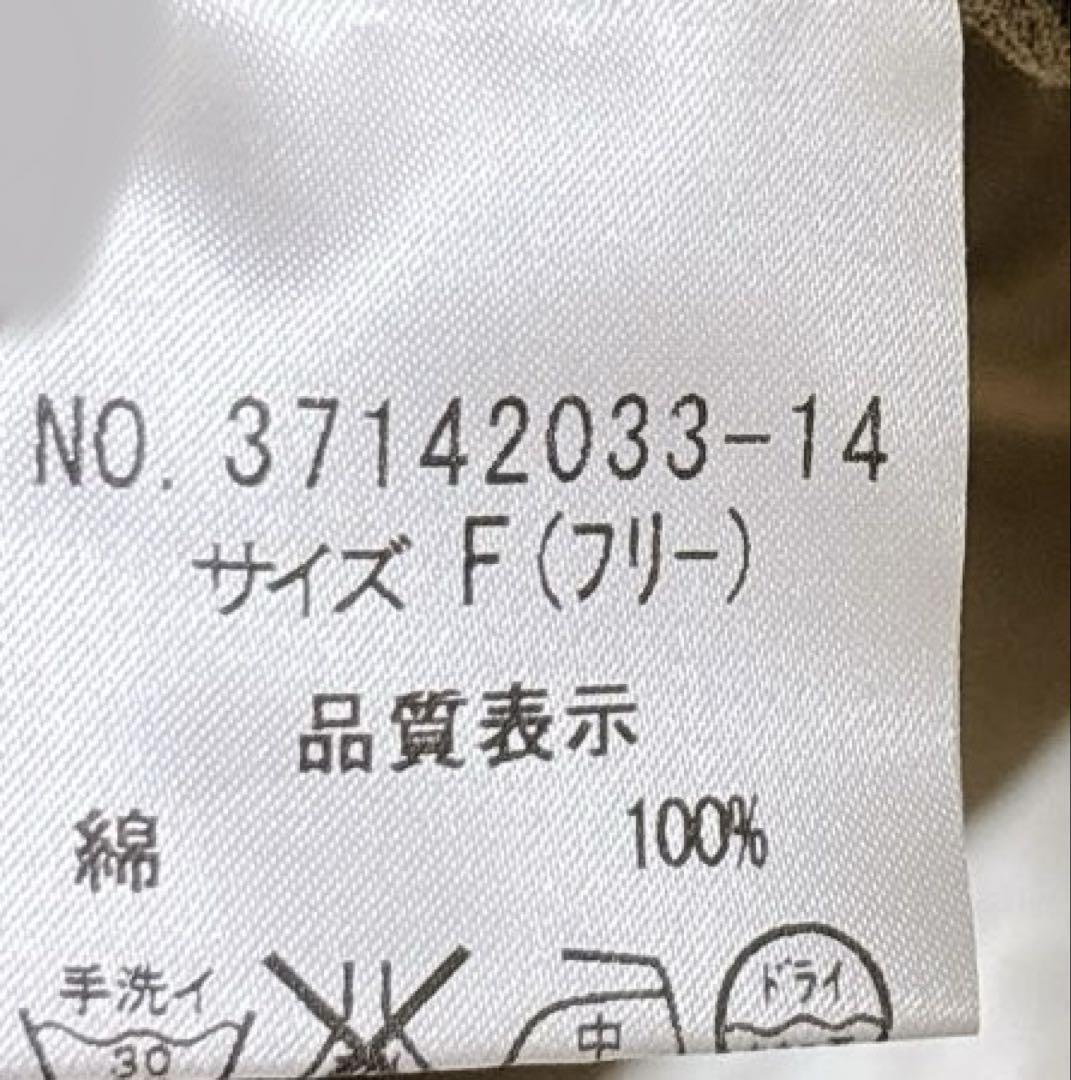 NO. 37142033-14
サイズ F(フリー)
品質表示
綿 100%
手洗イ 中 ドライ
30